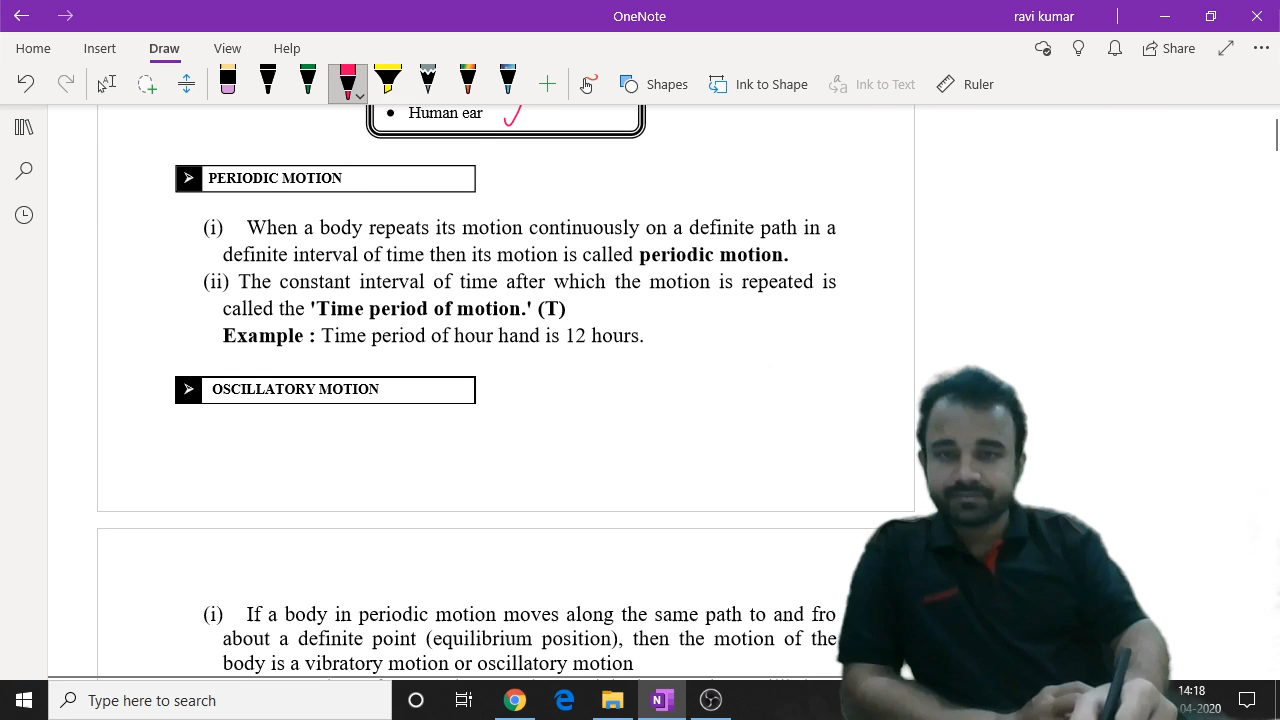 OneNote
ravi kumar
Home Insert Draw View Help
Share
Shapes
Ink to Shape
Ink to Text
Ruler
• Human ear
PERIODIC MOTION
(i) When a body repeats its motion continuously on a definite path in a
definite interval of time then its motion is called periodic motion.
(ii) The constant interval of time after which the motion is repeated is
called the 'Time period of motion.' (T)
Example : Time period of hour hand is 12 hours.
OSCILLATORY MOTION
(i) If a body in periodic motion moves along the same path to and fro
about a definite point (equilibrium position), then the motion of the
body is a vibratory motion or oscillatory motion
Type here to search
14:18
-04-2020